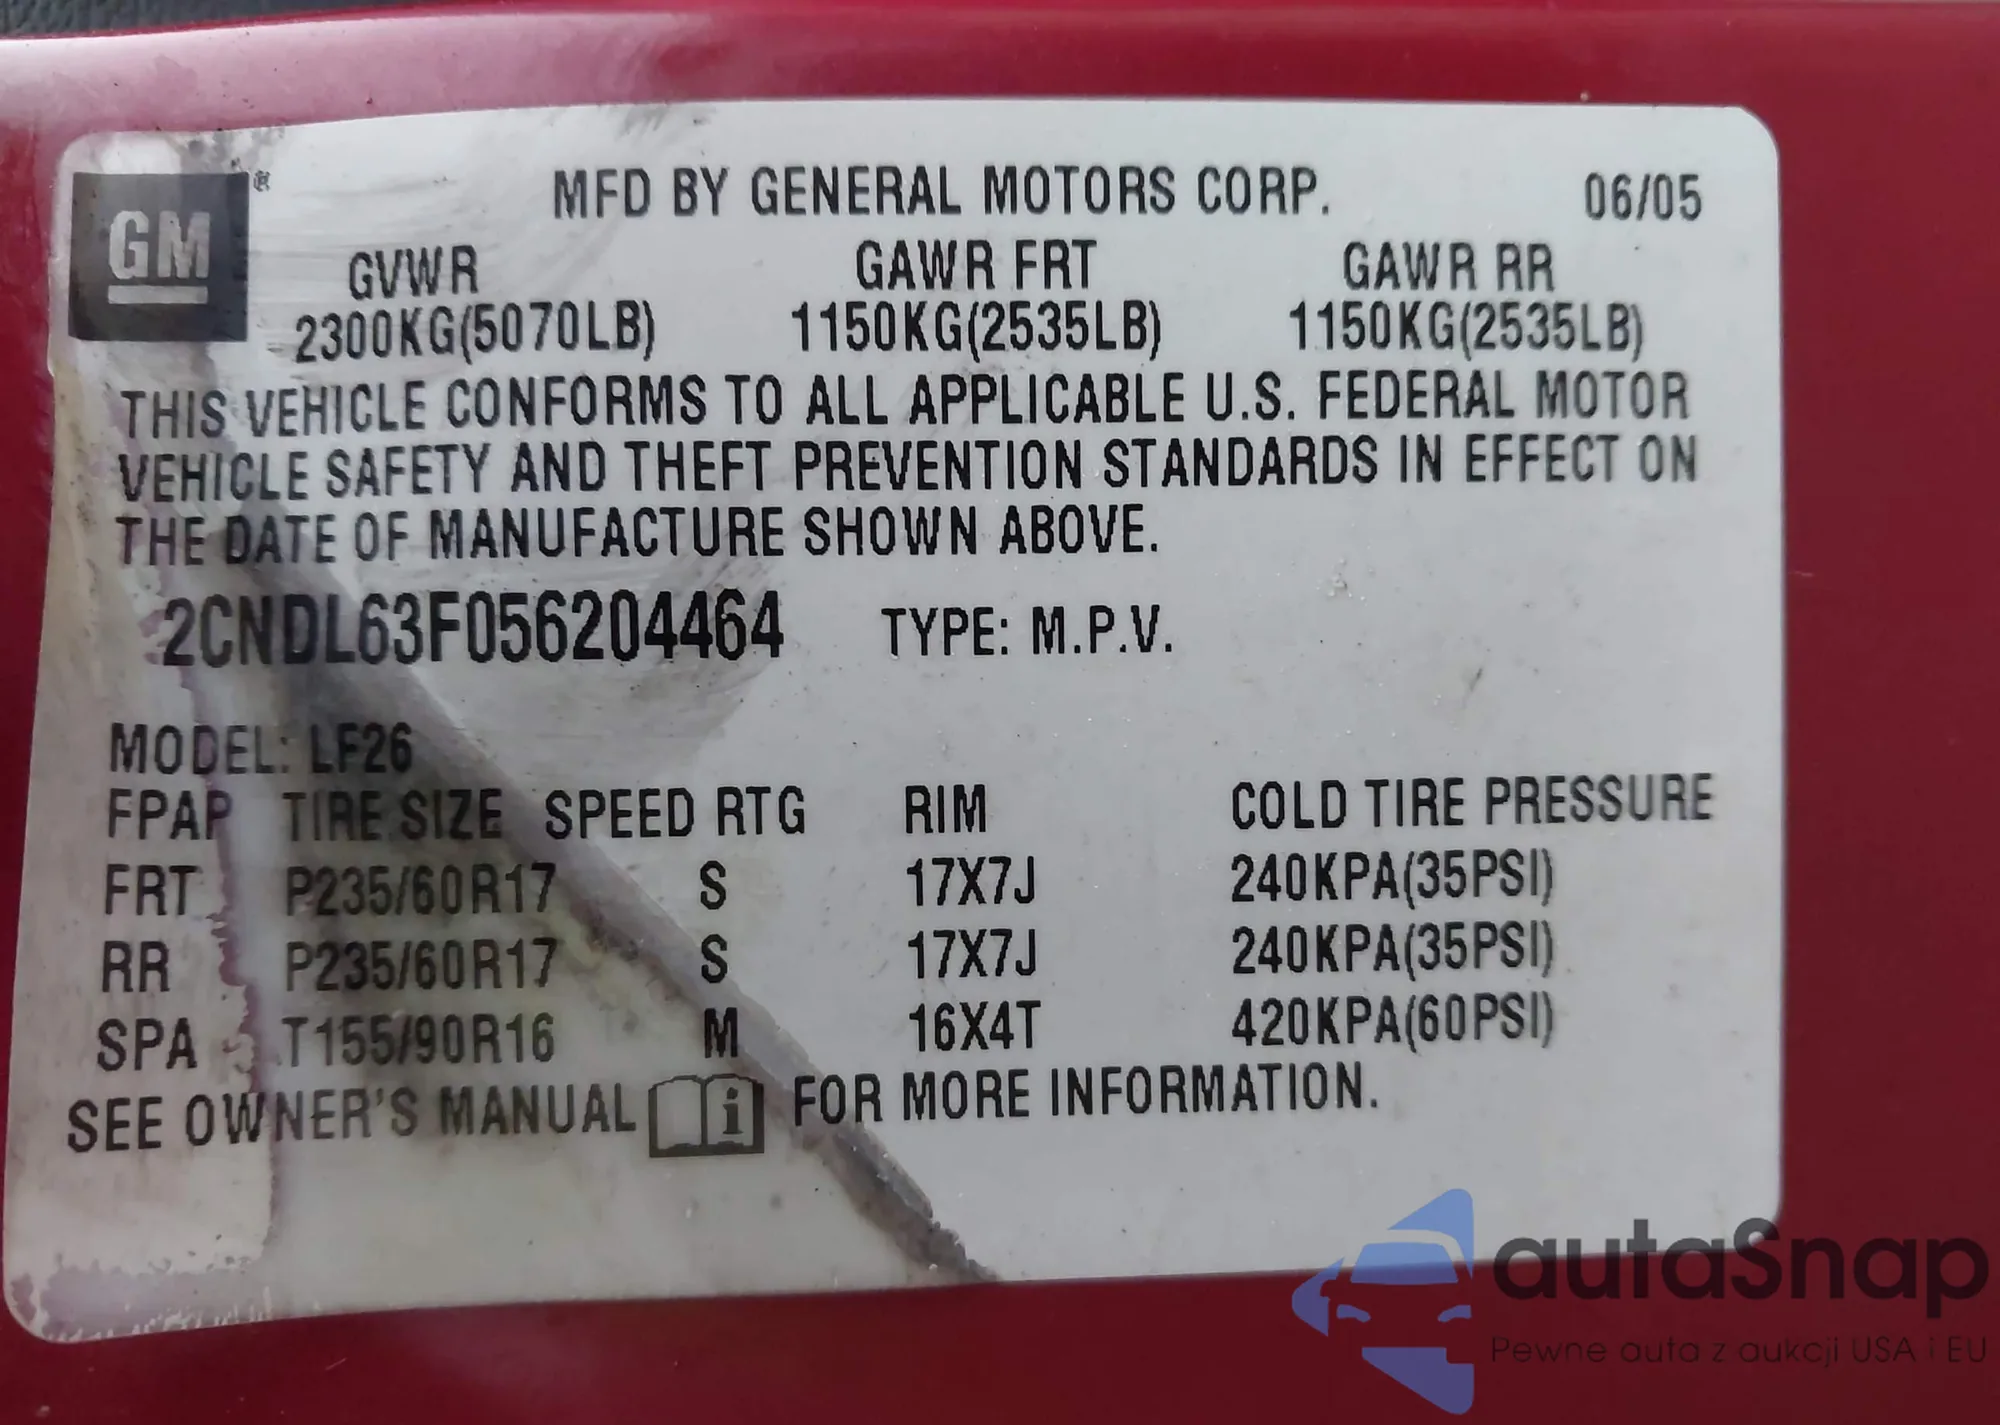 GM
MFD BY GENERAL MOTORS CORP. 06/05
GVWR GAWR FRT GAWR RR
2300KG(5070LB) 1150KG(2535LB) 1150KG(2535LB)
THIS VEHICLE CONFORMS TO ALL APPLICABLE U.S. FEDERAL MOTOR
VEHICLE SAFETY AND THEFT PREVENTION STANDARDS IN EFFECT ON
THE DATE OF MANUFACTURE SHOWN ABOVE.
2CNDL63F056204464 TYPE: M.P.V.
MODEL: LF26
FPAP TIRE SIZE SPEED RTG RIM COLD TIRE PRESSURE
FRT P235/60R17 S 17X7J 240KPA(35PSI)
RR P235/60R17 S 17X7J 240KPA(35PSI)
SPA T155/90R16 M 16X4T 420KPA(60PSI)
SEE OWNER'S MANUAL i FOR MORE INFORMATION.
autaSnap
Pewne auta z aukcji USA i EU